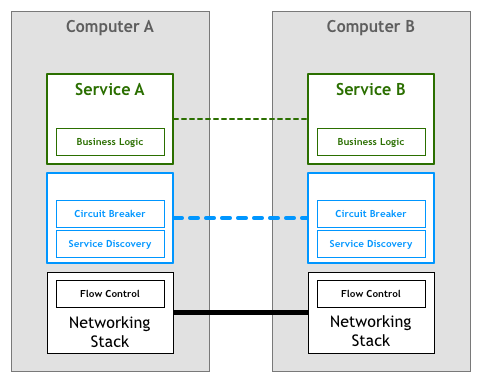 Computer A
Computer B
Service A
Business Logic
Service B
Business Logic
Circuit Breaker
Service Discovery
Circuit Breaker
Service Discovery
Flow Control
Networking
Stack
Flow Control
Networking
Stack